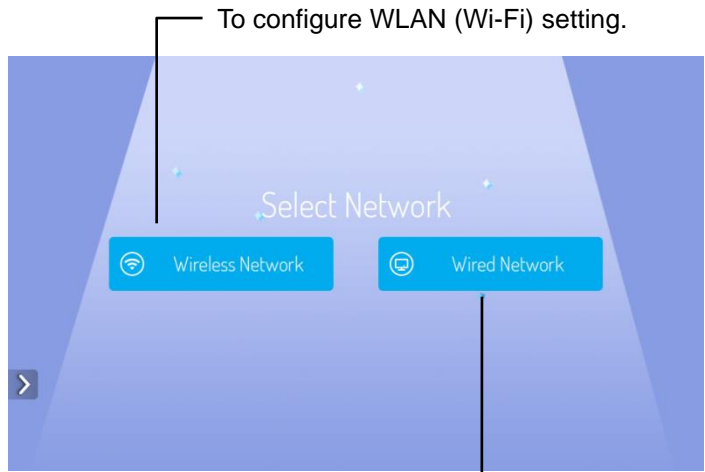 To configure WLAN (Wi-Fi) setting.
Select Network
Wireless Network
Wired Network